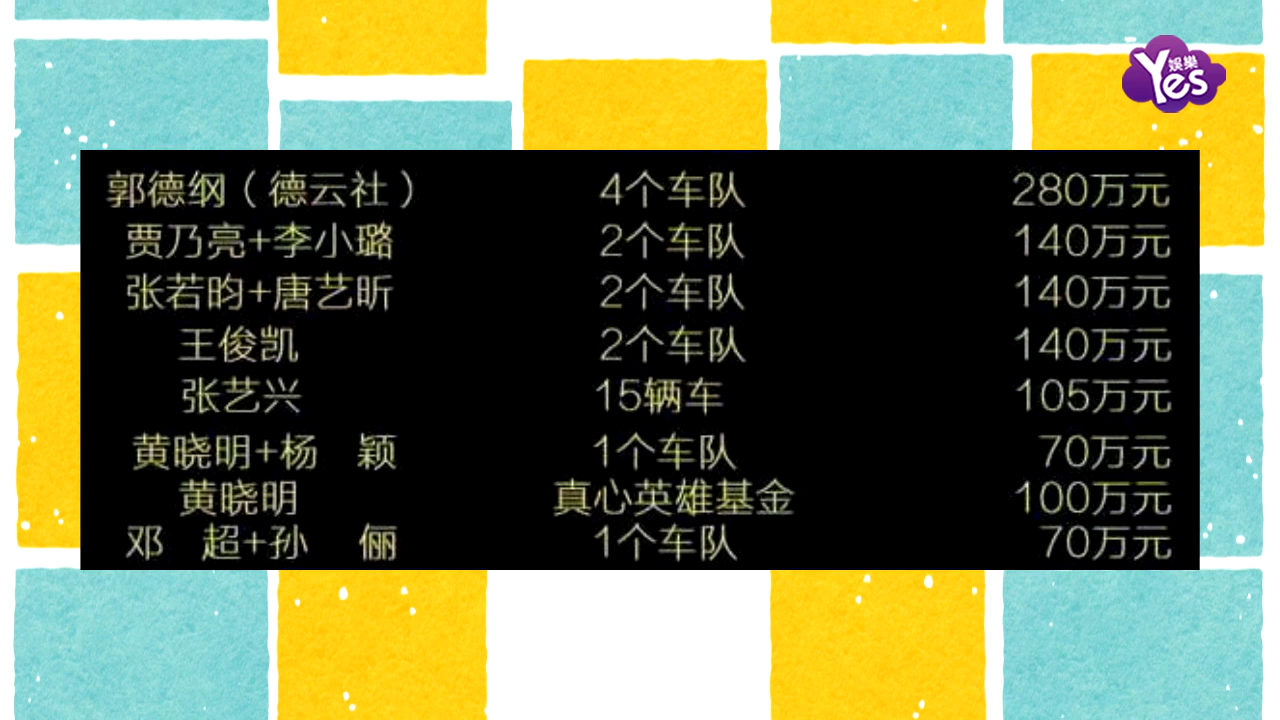 Yes娱樂
郭德纲（德云社） 4个车队 280万元
贾乃亮+李小璐 2个车队 140万元
张若昀+唐艺昕 2个车队 140万元
王俊凯 2个车队 140万元
张艺兴 15辆车 105万元
黄晓明+杨　颖 1个车队 70万元
黄晓明 真心英雄基金 100万元
邓　超+孙　俪 1个车队 70万元